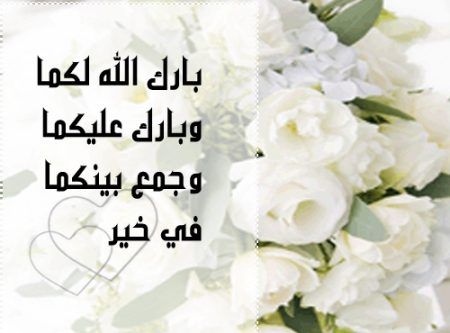 بارك الله لكما
وبارك عليكما
وجمع بينكما
في خير